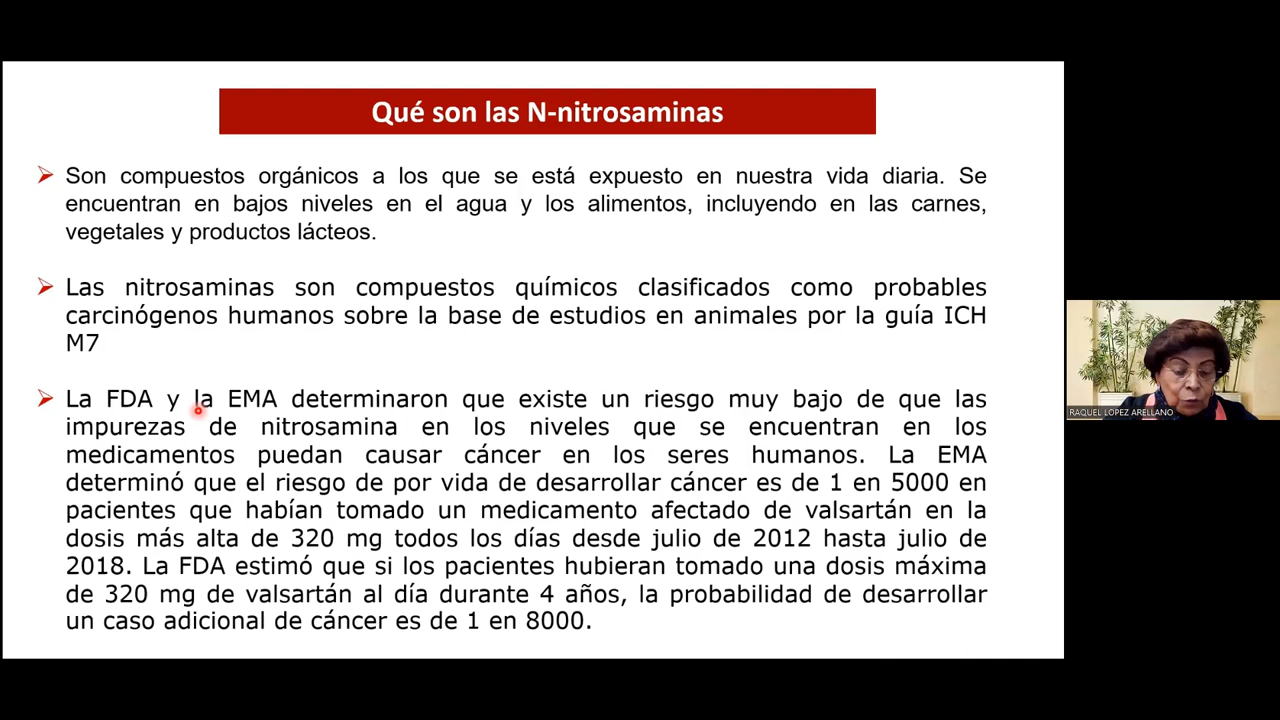 Qué son las N-nitrosaminas
Son compuestos orgánicos a los que se está expuesto en nuestra vida diaria. Se
encuentran en bajos niveles en el agua y los alimentos, incluyendo en las carnes,
vegetales y productos lácteos.
Las nitrosaminas son compuestos químicos clasificados como probables
carcinógenos humanos sobre la base de estudios en animales por la guía ICH
M7
La FDA y la EMA determinaron que existe un riesgo muy bajo de que las
impurezas de nitrosamina en los niveles que se encuentran en los
medicamentos puedan causar cáncer en los seres humanos. La EMA
determinó que el riesgo de por vida de desarrollar cáncer es de 1 en 5000 en
pacientes que habían tomado un medicamento afectado de valsartán en la
dosis más alta de 320 mg todos los días desde julio de 2012 hasta julio de
2018. La FDA estimó que si los pacientes hubieran tomado una dosis máxima
de 320 mg de valsartán al día durante 4 años, la probabilidad de desarrollar
un caso adicional de cáncer es de 1 en 8000.
RAQUEL LOPEZ ARELLANO